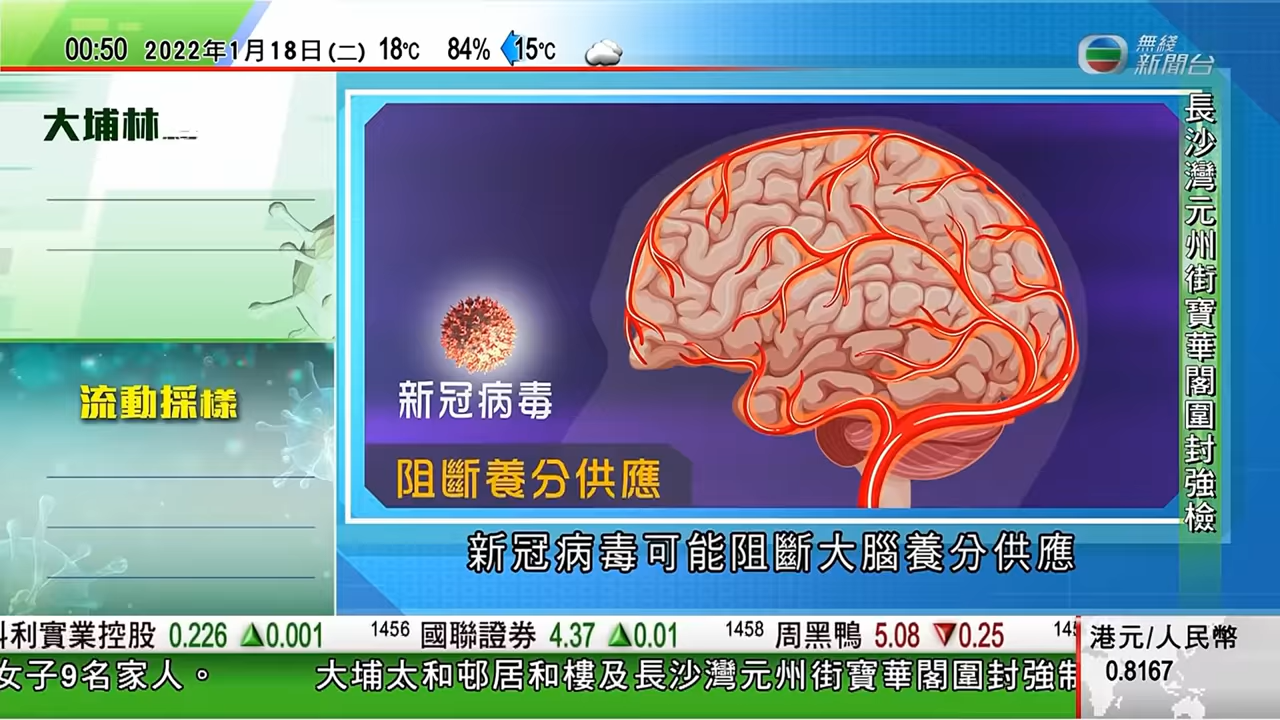 00:50 2022年1月18日(二) 18℃ 84% 15℃
無綫
新聞台
大埔林
長沙灣元州街寶華閣圍封強檢
流動採樣
新冠病毒
阻斷養分供應
新冠病毒可能阻斷大腦養分供應
利實業控股 0.226 ▲0.001 1456 國聯證券 4.37 ▲0.01 1458 周黑鴨 5.08 ▼0.25
港元/人民幣
0.8167
女子9名家人。 大埔太和邨居和樓及長沙灣元州街寶華閣圍封強制